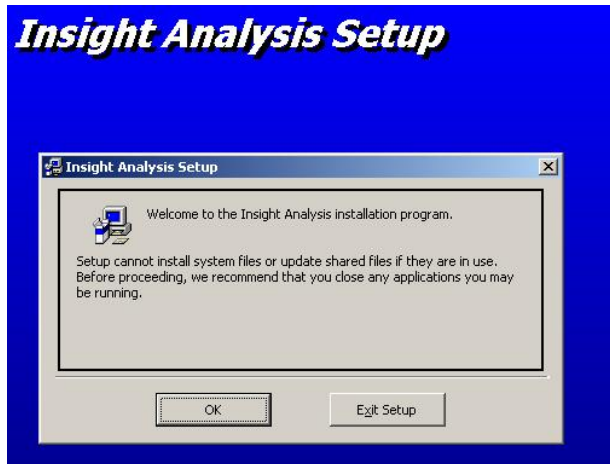 Insight Analysis Setup
Insight Analysis Setup
Welcome to the Insight Analysis installation program.
Setup cannot install system files or update shared files if they are in use.
Before proceeding, we recommend that you close any applications you may
be running.
OK
Exit Setup